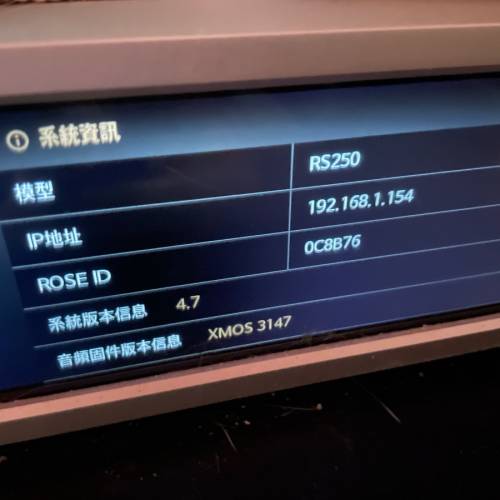 系統資訊
模型 RS250
IP地址 192.168.1.154
ROSE ID 0C8B76
系統版本信息 4.7
音頻固件版本信息 XMOS 3147